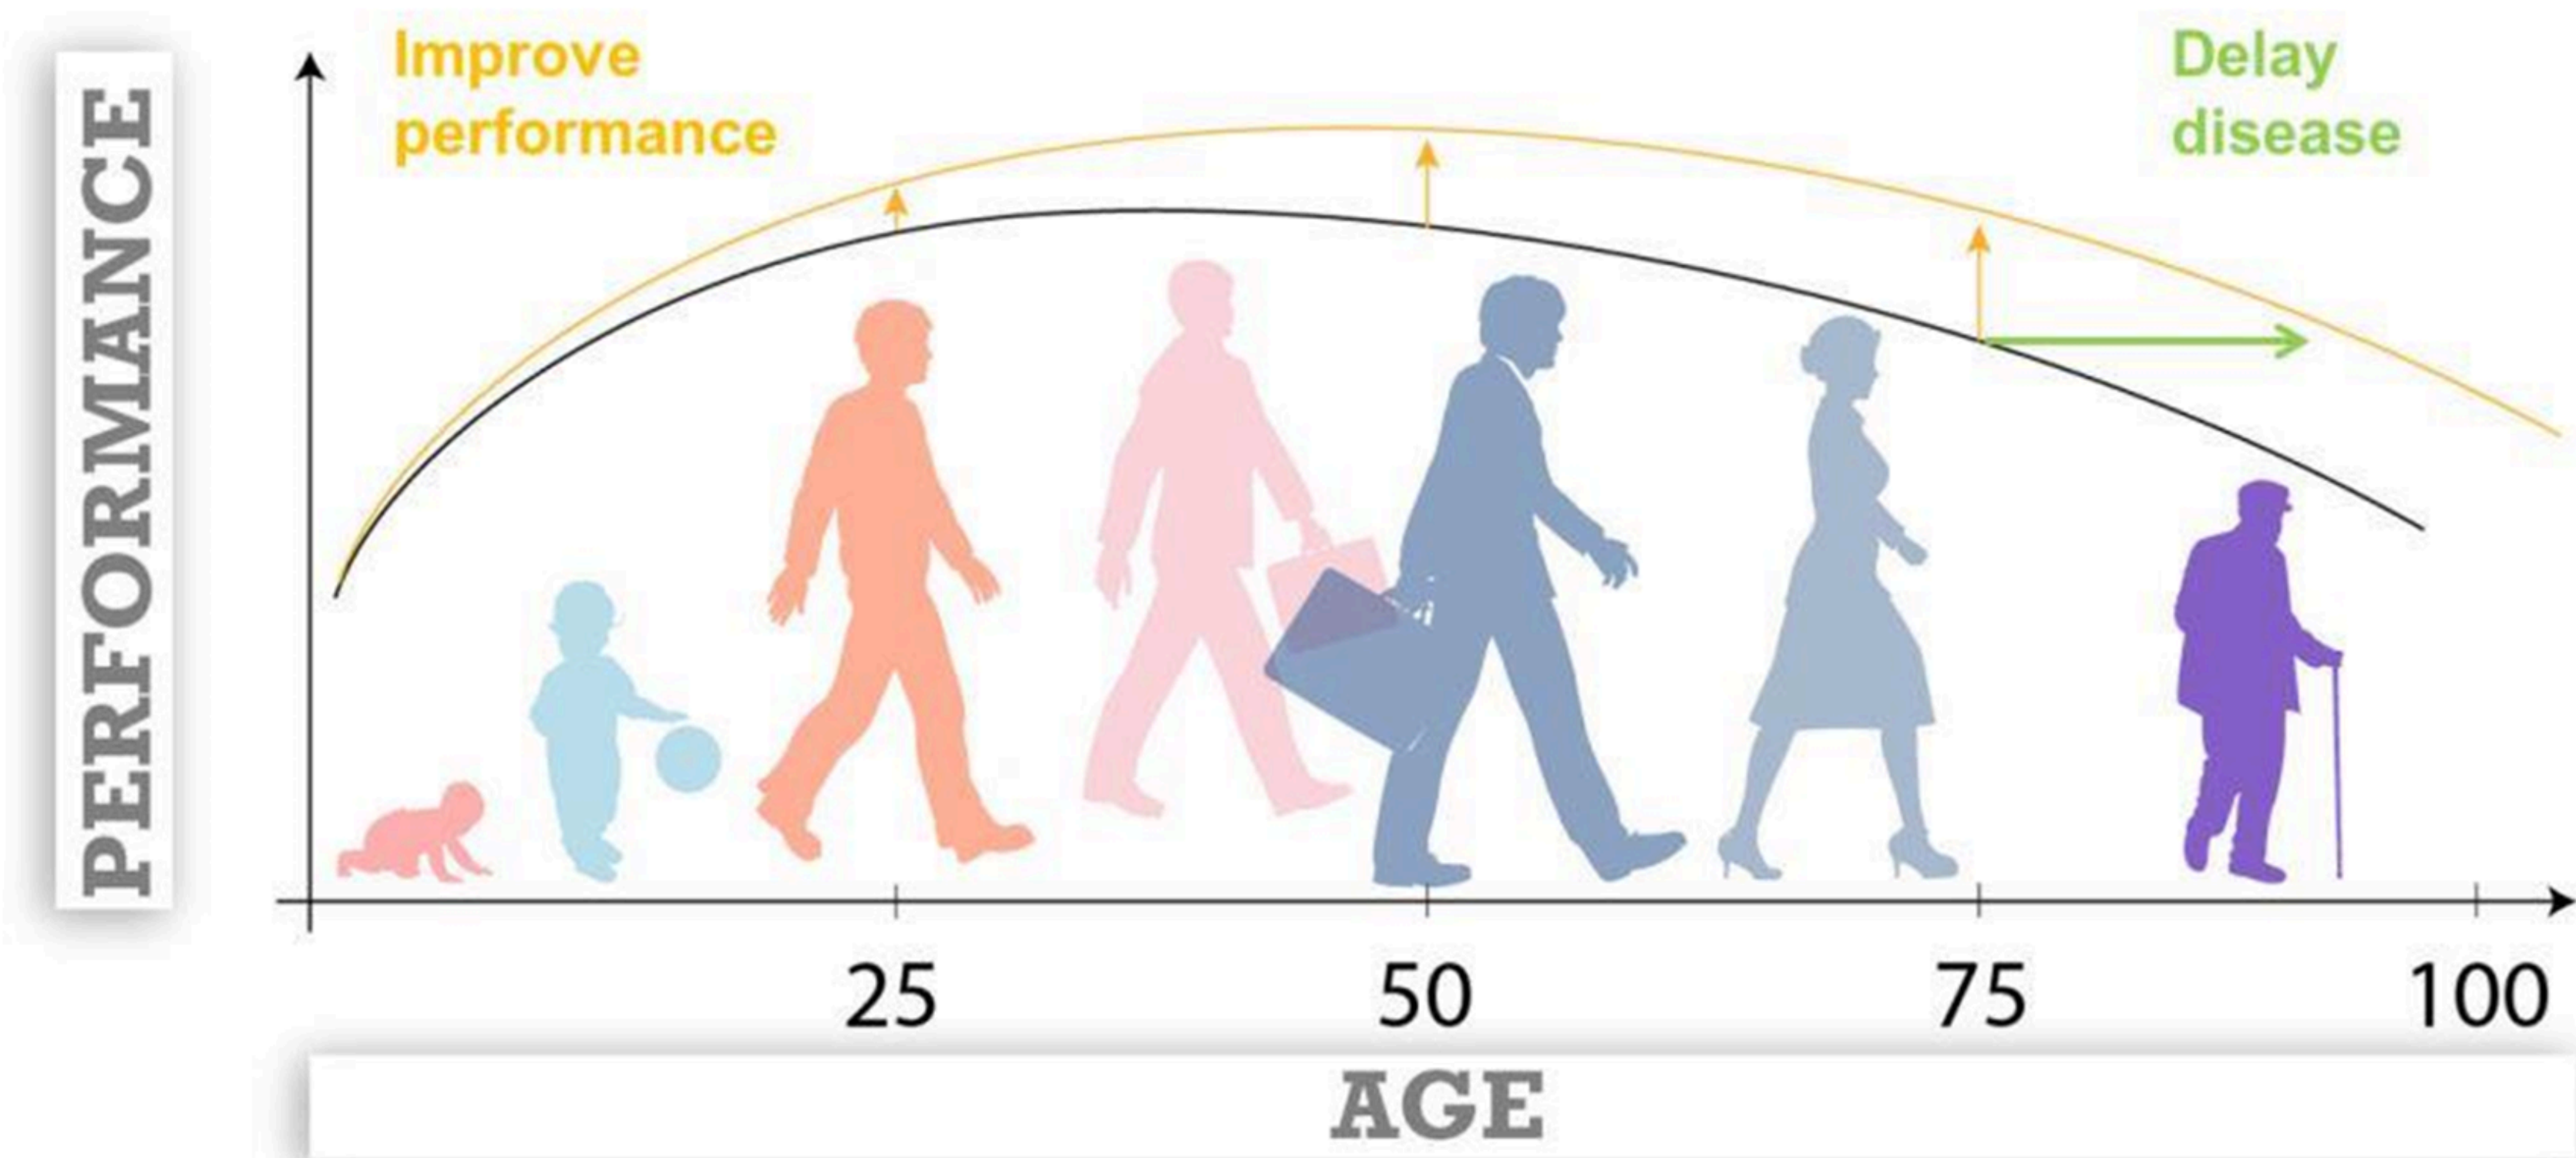 Improve
performance
Delay
disease
PERFORMANCE
25 50 75 100
AGE